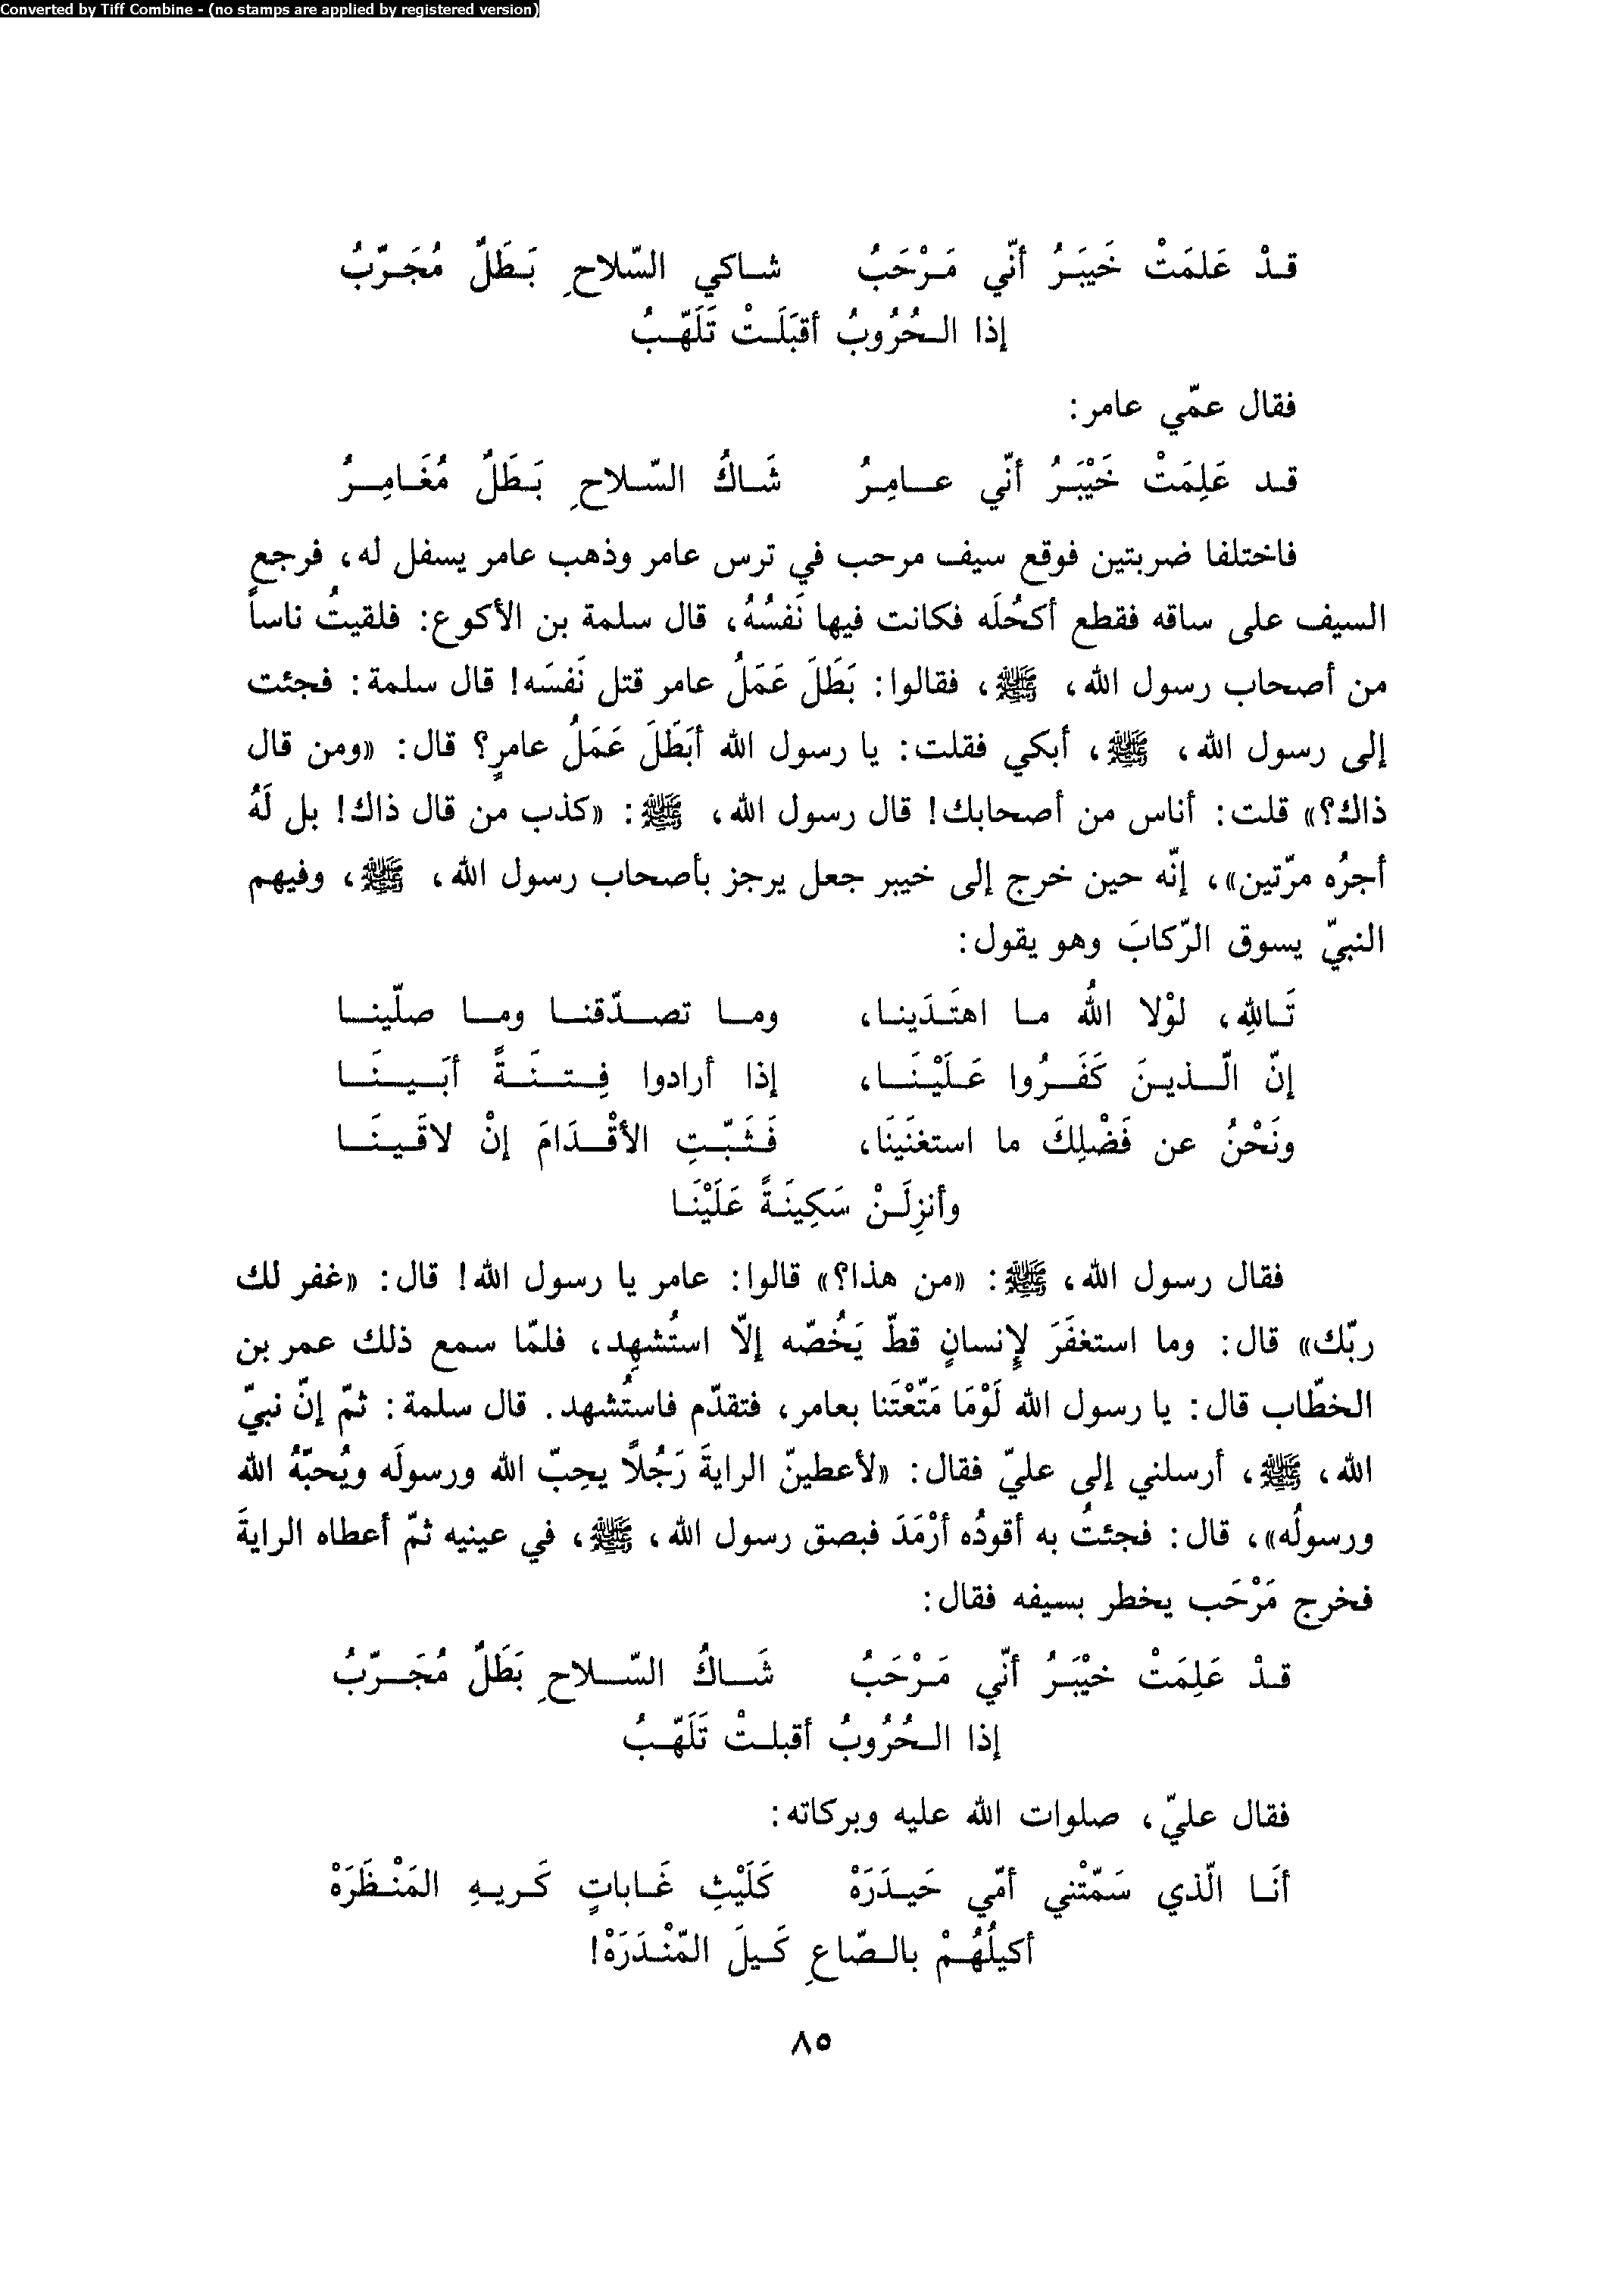 Converted by Tiff Combine - (no stamps are applied by registered version)
قدْ عَلمَتْ خَيبَرُ أنّي مَرْحَبُ شاكي السّلاحِ بَطَلٌ مُجَرّبُ
إذا الحُرُوبُ أقبَلَتْ تَلَهّبُ
فقال عمّي عامر:
قد عَلِمَتْ خَيْبَرُ أنّي عامِرُ شَاكُ السّلاحِ بَطَلٌ مُغَامِرُ
فاختلفا ضربتين فوقع سيف مرحب في ترس عامر وذهب عامر يسفل له، فرجع
السيف على ساقه فقطع أكحُلَه فكانت فيها نَفسُهُ، قال سلمة بن الأكوع: فلقيتُ ناساً
من أصحاب رسول الله، ﷺ، فقالوا: بَطَلَ عَمَلُ عامر قتل نَفسَه! قال سلمة: فجئت
إلى رسول الله، ﷺ، أبكي فقلت: يا رسول الله أبَطَلَ عَمَلُ عامرٍ؟ قال: «ومن قال
ذاك؟» قلت: أناس من أصحابك! قال رسول الله، ﷺ: «كذب من قال ذاك! بل لَهُ
أجرُه مرّتين»، إنّه حين خرج إلى خيبر جعل يرجز بأصحاب رسول الله، ﷺ، وفيهم
النبيّ يسوق الرّكابَ وهو يقول:
تَاللهِ، لوْلا اللهُ ما اهتَدَينا، وما تصدّقنا وما صلّينا
إنّ الّذينَ كَفَرُوا عَلَيْنَا، إذا أرادوا فِتنَةً أبَينَا
ونَحْنُ عن فَضْلِكَ ما استغنَينَا، فَثَبّتِ الأقْدَامَ إنْ لاقَينَا
وأنزِلَنْ سَكِينَةً عَلَيْنَا
فقال رسول الله، ﷺ: «من هذا؟» قالوا: عامر يا رسول الله! قال: «غفر لك
ربّك» قال: وما استغفَرَ لإنسانٍ قطّ يَخُصّه إلاّ استُشهِد، فلمّا سمع ذلك عمر بن
الخطّاب قال: يا رسول الله لَوْمَا مَتّعْتَنا بعامر، فتقدّم فاستُشهد. قال سلمة: ثمّ إنّ نبيّ
الله، ﷺ، أرسلني إلى عليّ فقال: «لأعطينّ الرايةَ رَجُلاً يحِبّ الله ورسولَه ويُحبّهُ الله
ورسولُه»، قال: فجئتُ به أقودُه أرْمَدَ فبصق رسول الله، ﷺ، في عينيه ثمّ أعطاه الرايةَ
فخرج مَرْحَب يخطر بسيفه فقال:
قدْ عَلِمَتْ خيْبَرُ أنّي مَرْحَبُ شَاكُ السّلاحِ بَطَلٌ مُجَرّبُ
إذا الحُرُوبُ أقبلتْ تَلَهّبُ
فقال عليّ، صلوات الله عليه وبركاته:
أنَا الّذي سَمّتْني أمّي حَيدَرَهْ كَلَيْثِ غَاباتٍ كَريهِ المَنْظَرَهْ
أكيلُهُمْ بالصّاعِ كَيلَ السّنْدَرَهْ!
٨٥